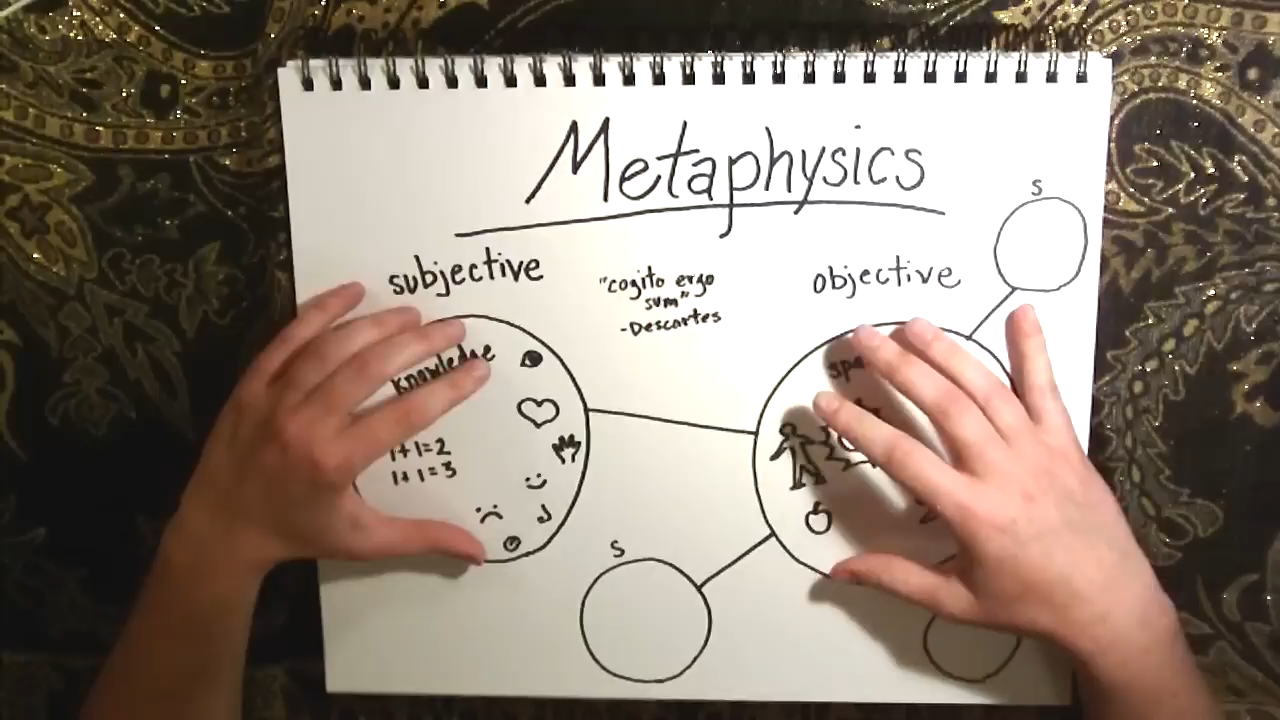 Metaphysics
s
subjective
"cogito ergo
sum"
-Descartes
objective
knowledge
1+1=2
1+1=3
s